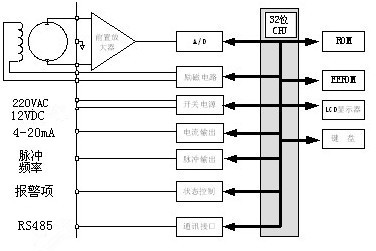 32位
CPU
前置放
大器
A/D
ROM
励磁电路
EEROM
220VAC
12VDC
开关电源
LCD显示器
4-20mA
电流输出
键 盘
脉冲
频率
脉冲输出
报警项
状态控制
RS485
通讯接口